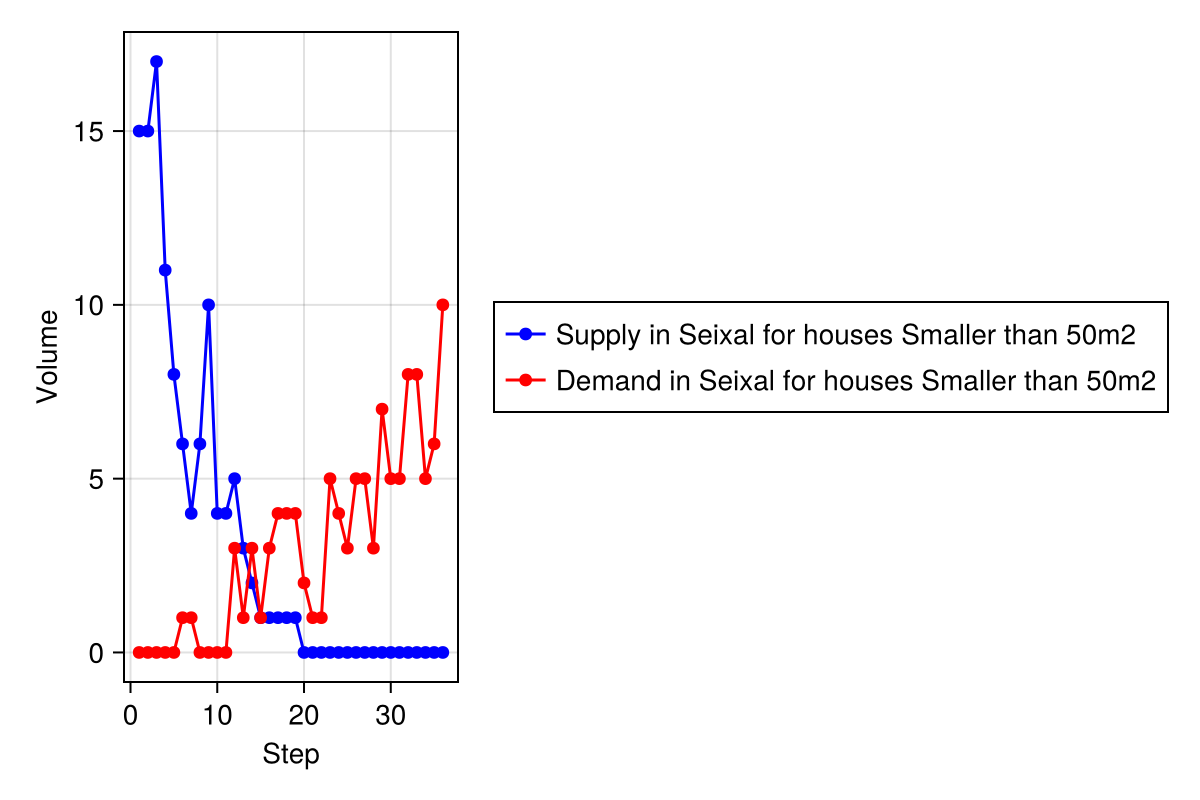 Volume
15
10
5
0
0 10 20 30
Step
Supply in Seixal for houses Smaller than 50m2
Demand in Seixal for houses Smaller than 50m2